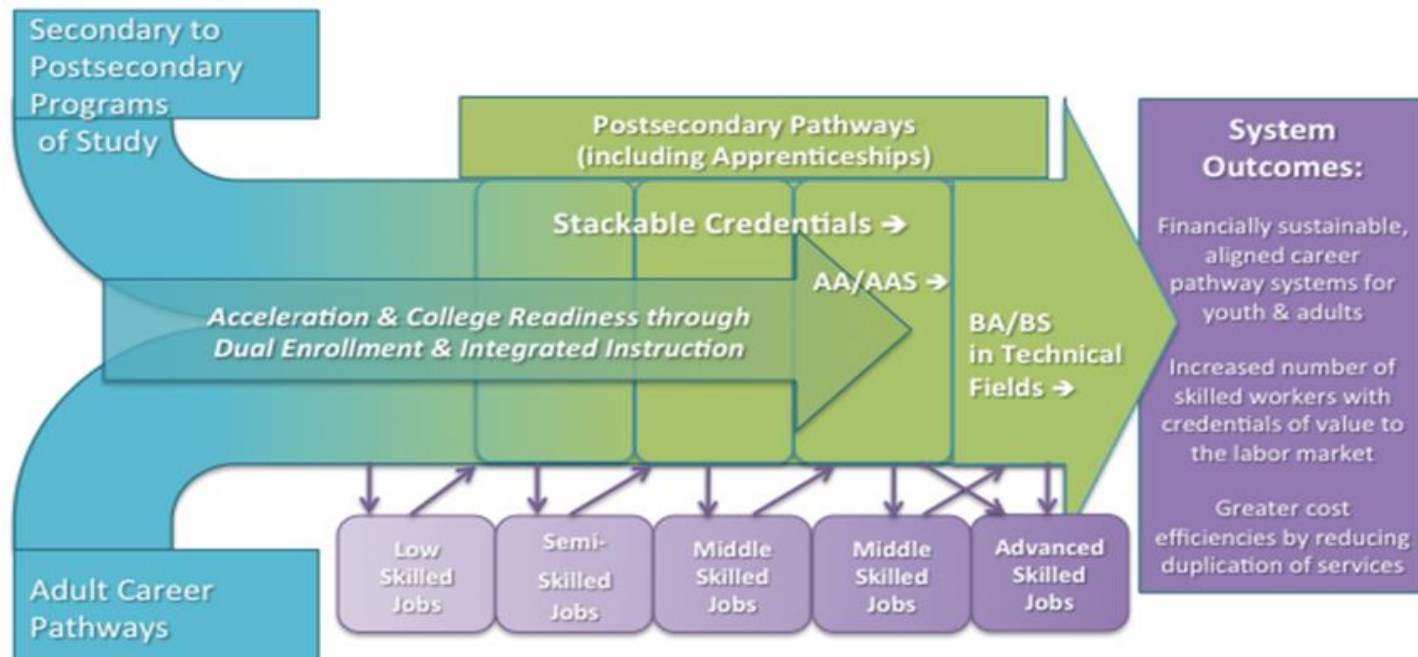 Secondary to
Postsecondary
Programs
of Study
Postsecondary Pathways
(including Apprenticeships)
Stackable Credentials →
AA/AAS →
BA/BS
in Technical
Fields →
Acceleration & College Readiness through
Dual Enrollment & Integrated Instruction
Adult Career
Pathways
Low
Skilled
Jobs
Semi-
Skilled
Jobs
Middle
Skilled
Jobs
Middle
Skilled
Jobs
Advanced
Skilled
Jobs
System
Outcomes:
Financially sustainable,
aligned career
pathway systems for
youth & adults
Increased number of
skilled workers with
credentials of value to
the labor market
Greater cost
efficiencies by reducing
duplication of services